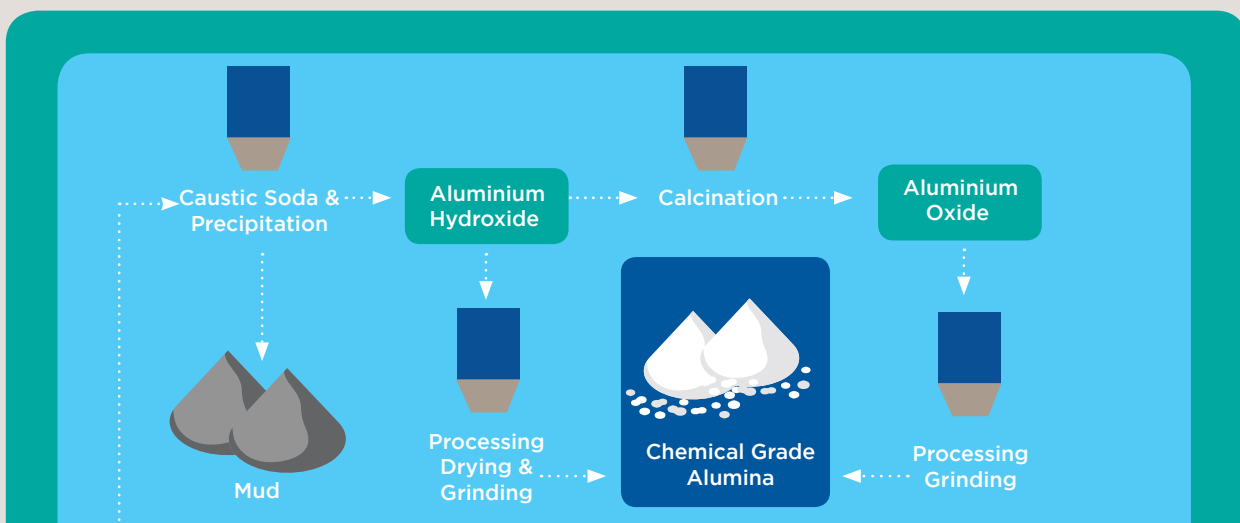 Caustic Soda &
Precipitation
Aluminium
Hydroxide
Calcination
Aluminium
Oxide
Mud
Processing
Drying &
Grinding
Chemical Grade
Alumina
Processing
Grinding